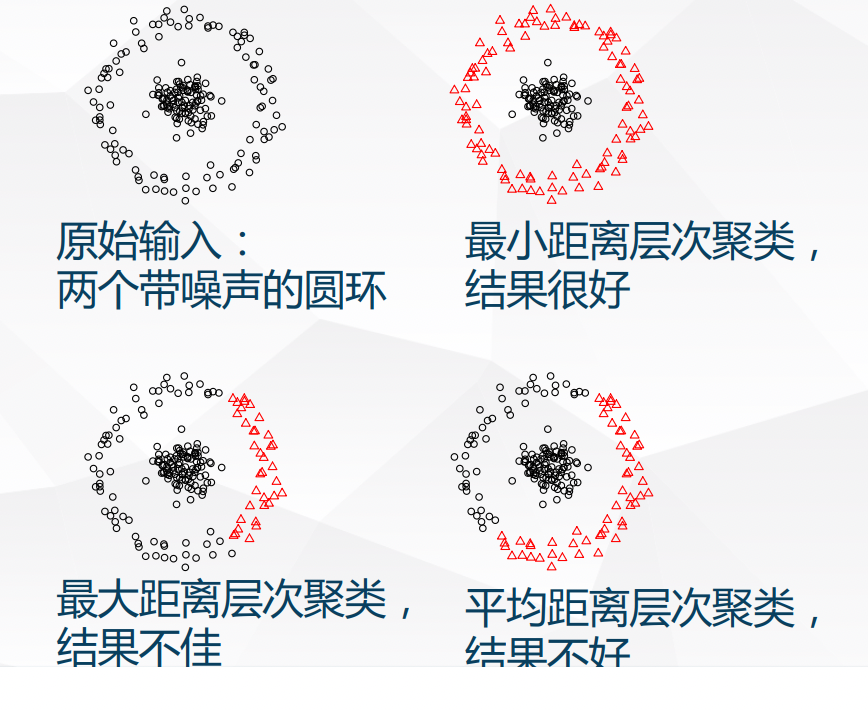 原始输入：
两个带噪声的圆环
最小距离层次聚类，
结果很好
最大距离层次聚类，
结果不佳
平均距离层次聚类，
结果不好